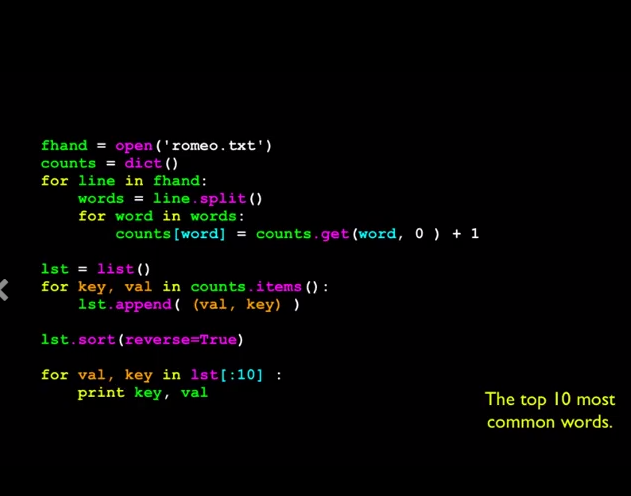 fhand = open('romeo.txt')
counts = dict()
for line in fhand:
    words = line.split()
    for word in words:
        counts[word] = counts.get(word, 0 ) + 1

lst = list()
for key, val in counts.items():
    lst.append( (val, key) )

lst.sort(reverse=True)

for val, key in lst[:10] :
    print key, val
The top 10 most
common words.